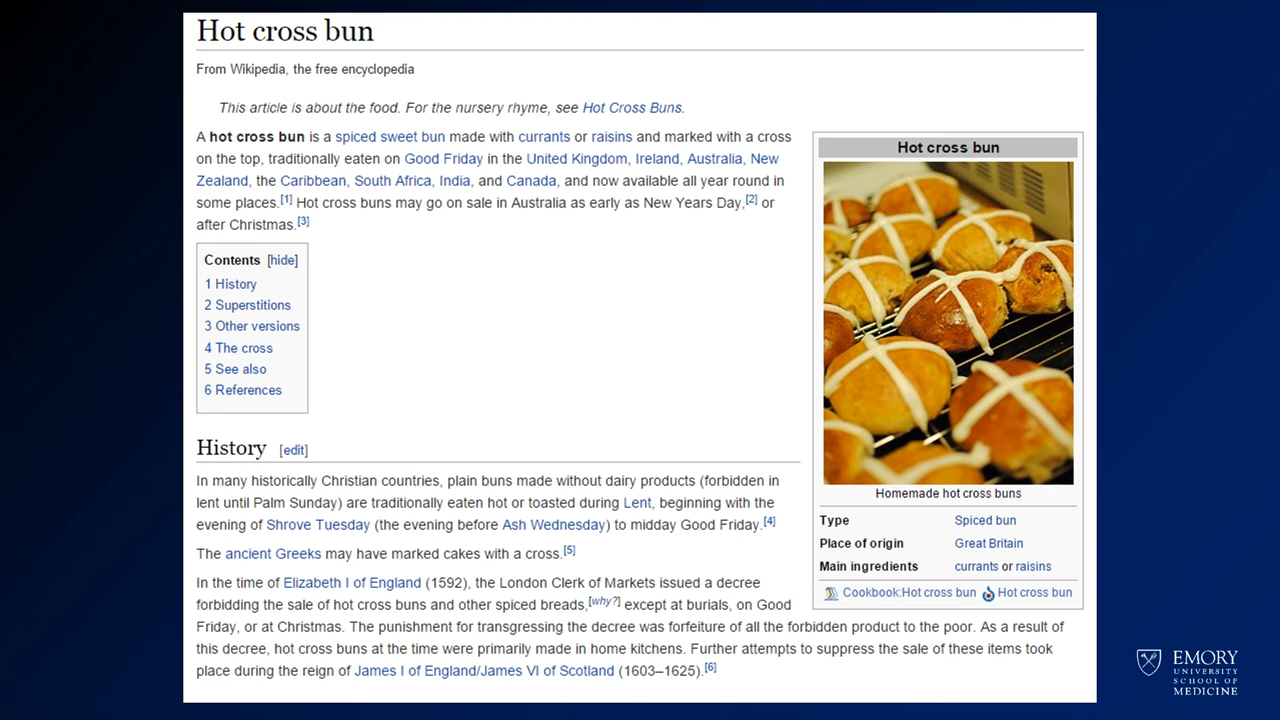 Hot cross bun
From Wikipedia, the free encyclopedia
This article is about the food. For the nursery rhyme, see Hot Cross Buns.
A hot cross bun is a spiced sweet bun made with currants or raisins and marked with a cross
on the top, traditionally eaten on Good Friday in the United Kingdom, Ireland, Australia, New
Zealand, the Caribbean, South Africa, India, and Canada, and now available all year round in
some places.[1] Hot cross buns may go on sale in Australia as early as New Years Day,[2] or
after Christmas.[3]
Contents [hide]
1 History
2 Superstitions
3 Other versions
4 The cross
5 See also
6 References
History [edit]
In many historically Christian countries, plain buns made without dairy products (forbidden in
lent until Palm Sunday) are traditionally eaten hot or toasted during Lent, beginning with the
evening of Shrove Tuesday (the evening before Ash Wednesday) to midday Good Friday.[4]
The ancient Greeks may have marked cakes with a cross.[5]
In the time of Elizabeth I of England (1592), the London Clerk of Markets issued a decree
forbidding the sale of hot cross buns and other spiced breads,[why?] except at burials, on Good
Friday, or at Christmas. The punishment for transgressing the decree was forfeiture of all the forbidden product to the poor. As a result of
this decree, hot cross buns at the time were primarily made in home kitchens. Further attempts to suppress the sale of these items took
place during the reign of James I of England/James VI of Scotland (1603–1625).[6]
Hot cross bun
Homemade hot cross buns
Type Spiced bun
Place of origin Great Britain
Main ingredients currants or raisins
Cookbook:Hot cross bun Hot cross bun
EMORY
UNIVERSITY
SCHOOL OF
MEDICINE